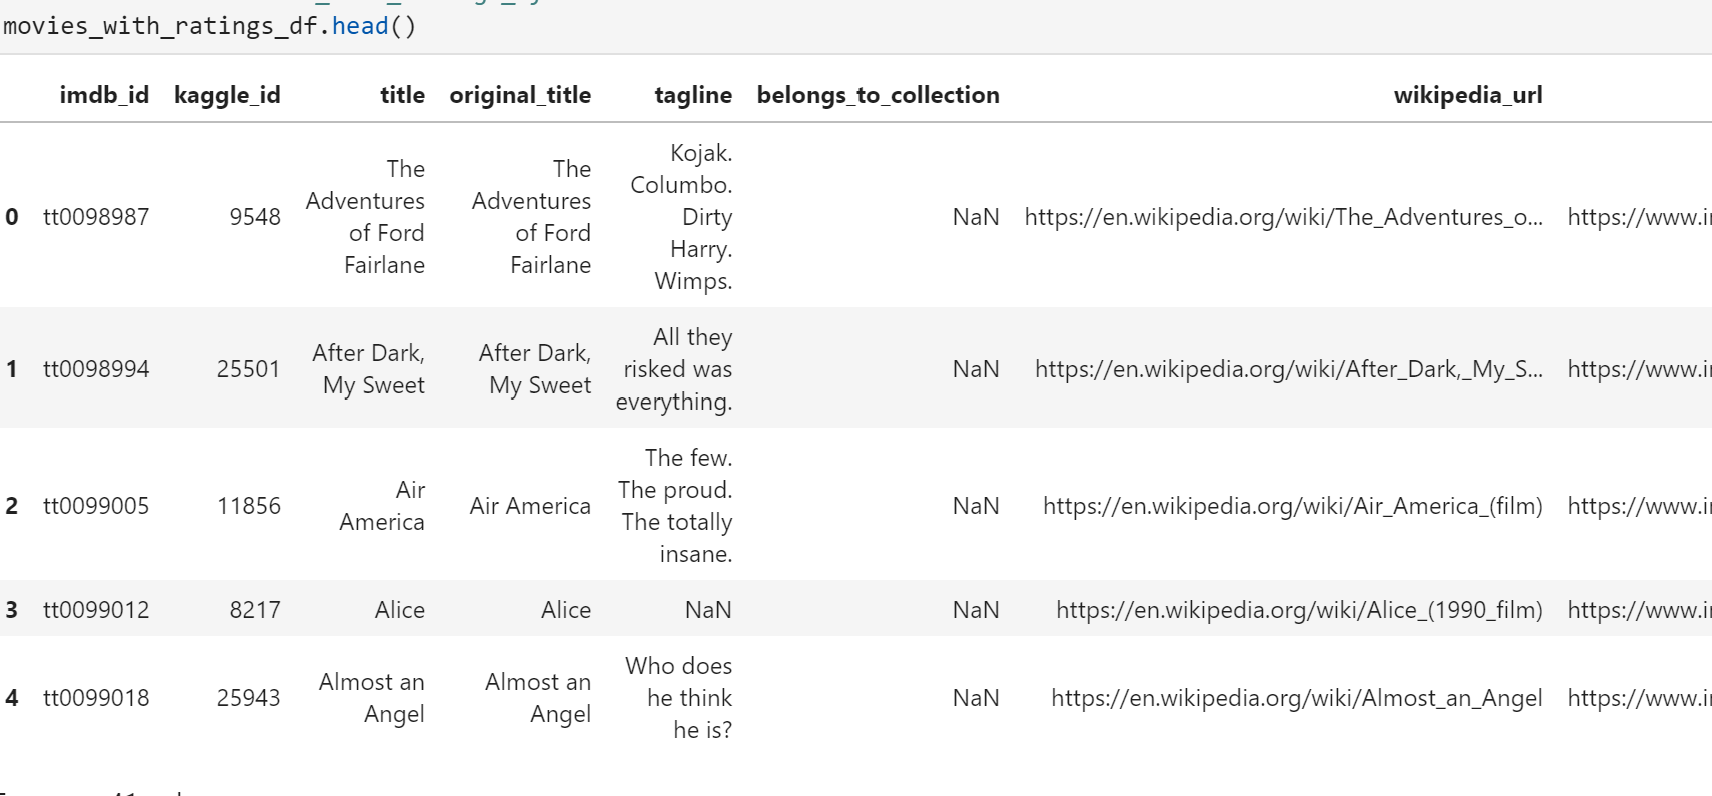 movies_with_ratings_df.head()
imdb_id kaggle_id title original_title tagline belongs_to_collection wikipedia_url
0 tt0098987 9548 The Adventures of Ford Fairlane The Adventures of Ford Fairlane Kojak. Columbo. Dirty Harry. Wimps. NaN https://en.wikipedia.org/wiki/The_Adventures_o... https://www.i
1 tt0098994 25501 After Dark, My Sweet After Dark, My Sweet All they risked was everything. NaN https://en.wikipedia.org/wiki/After_Dark,_My_S... https://www.i
2 tt0099005 11856 Air America Air America The few. The proud. The totally insane. NaN https://en.wikipedia.org/wiki/Air_America_(film) https://www.i
3 tt0099012 8217 Alice Alice NaN NaN https://en.wikipedia.org/wiki/Alice_(1990_film) https://www.i
4 tt0099018 25943 Almost an Angel Almost an Angel Who does he think he is? NaN https://en.wikipedia.org/wiki/Almost_an_Angel https://www.i